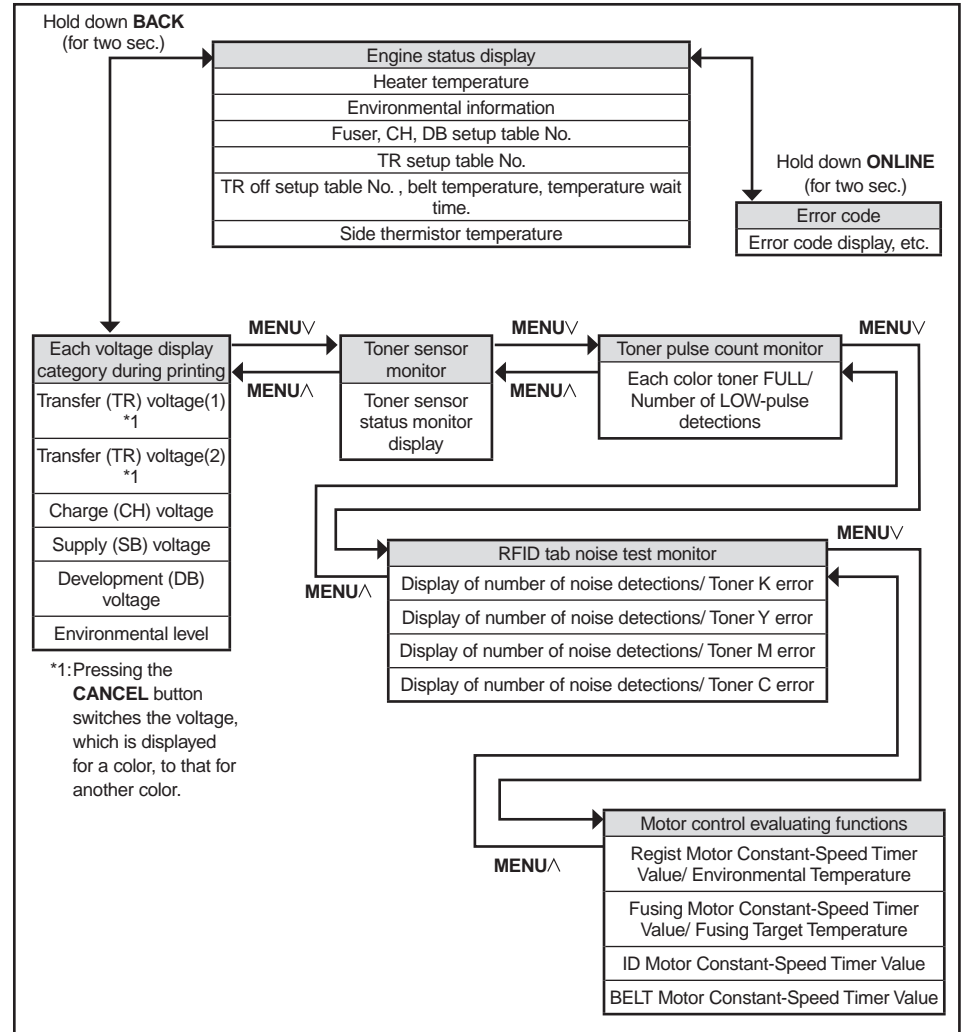 Hold down BACK
(for two sec.)
Engine status display
Heater temperature
Environmental information
Fuser, CH, DB setup table No.
TR setup table No.
TR off setup table No. , belt temperature, temperature wait
time.
Side thermistor temperature
Hold down ONLINE
(for two sec.)
Error code
Error code display, etc.
Each voltage display
category during printing
Transfer (TR) voltage(1)
*1
Transfer (TR) voltage(2)
*1
Charge (CH) voltage
Supply (SB) voltage
Development (DB)
voltage
Environmental level
*1:Pressing the
CANCEL button
switches the voltage,
which is displayed
for a color, to that for
another color.
MENU∨
MENU∧
Toner sensor
monitor
Toner sensor
status monitor
display
MENU∨
MENU∧
Toner pulse count monitor
Each color toner FULL/
Number of LOW-pulse
detections
MENU∨
MENU∧
RFID tab noise test monitor
Display of number of noise detections/ Toner K error
Display of number of noise detections/ Toner Y error
Display of number of noise detections/ Toner M error
Display of number of noise detections/ Toner C error
MENU∨
MENU∧
Motor control evaluating functions
Regist Motor Constant-Speed Timer
Value/ Environmental Temperature
Fusing Motor Constant-Speed Timer
Value/ Fusing Target Temperature
ID Motor Constant-Speed Timer Value
BELT Motor Constant-Speed Timer Value